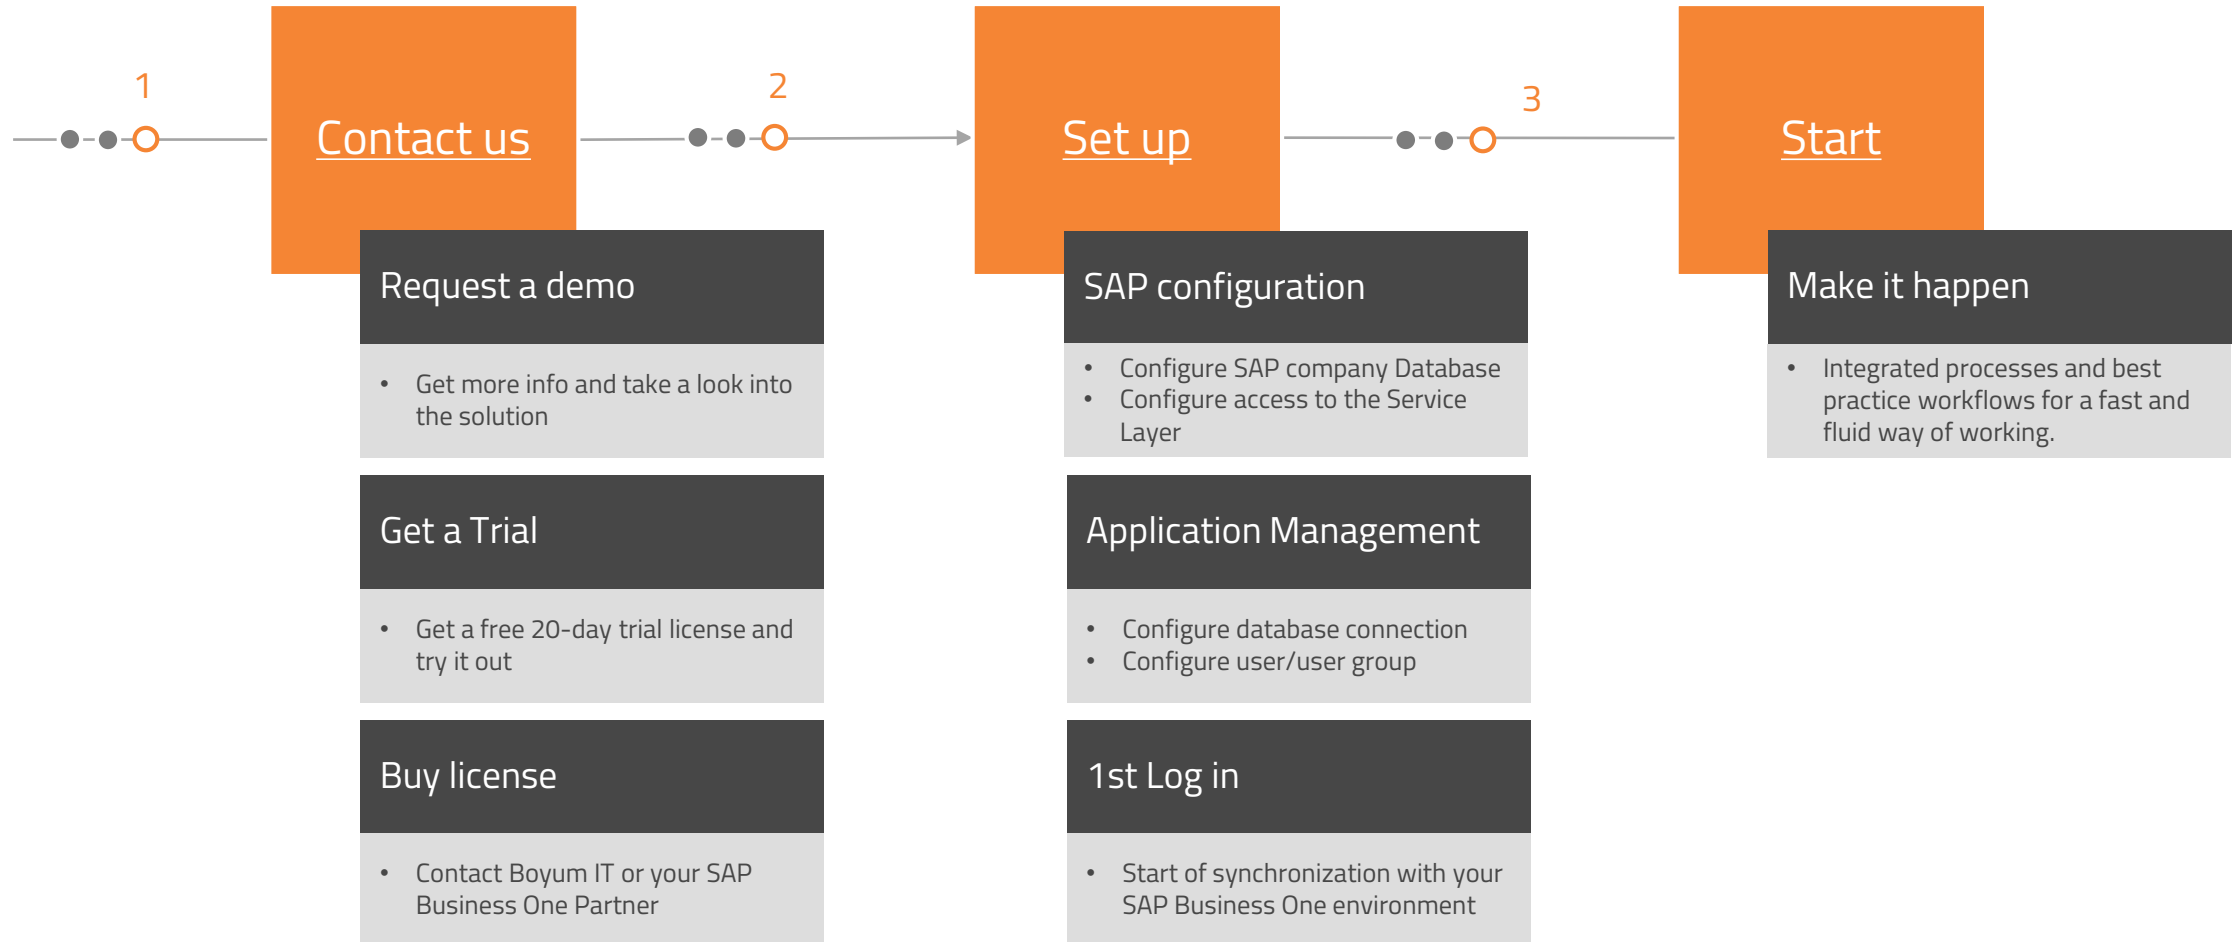 1
Contact us
Request a demo
• Get more info and take a look into
the solution
Get a Trial
• Get a free 20-day trial license and
try it out
Buy license
• Contact Boyum IT or your SAP
Business One Partner
2
Set up
SAP configuration
• Configure SAP company Database
• Configure access to the Service
Layer
Application Management
• Configure database connection
• Configure user/user group
1st Log in
• Start of synchronization with your
SAP Business One environment
3
Start
Make it happen
• Integrated processes and best
practice workflows for a fast and
fluid way of working.